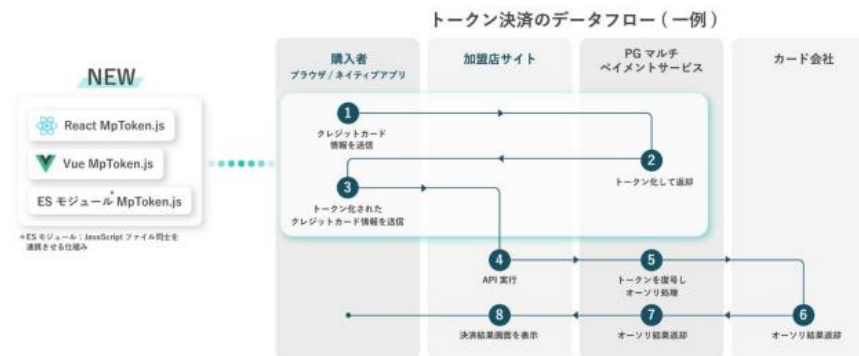 トークン決済のデータフロー(一例)
NEW
React MpToken.js
Vue MpToken.js
ES モジュール* MpToken.js
*ES モジュール:JavaScript ファイル同士を
連携させる仕組み
購入者
ブラウザ / ネイティブアプリ
加盟店サイト
PG マルチ
ペイメントサービス
カード会社
1
クレジットカード
情報を送信
2
トークン化して返却
3
トークン化された
クレジットカード情報を送信
4
API 実行
5
トークンを復号し
オーソリ処理
8
決済結果画面を表示
7
オーソリ結果返却
6
オーソリ結果返却